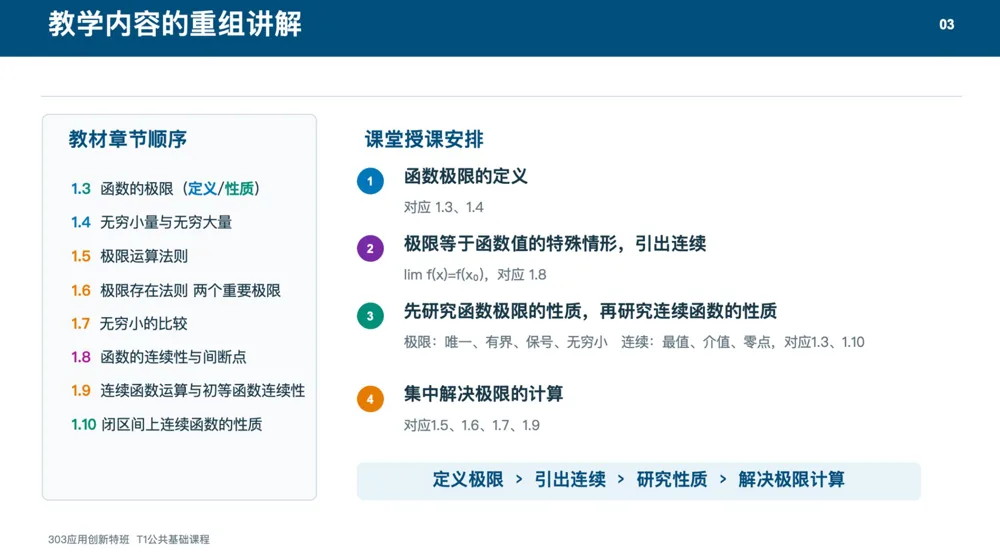 教学内容的重组讲解
03
教材章节顺序
1.3 函数的极限（定义/性质）
1.4 无穷小量与无穷大量
1.5 极限运算法则
1.6 极限存在法则 两个重要极限
1.7 无穷小的比较
1.8 函数的连续性与间断点
1.9 连续函数运算与初等函数连续性
1.10 闭区间上连续函数的性质
课堂授课安排
1 函数极限的定义
对应 1.3、1.4
2 极限等于函数值的特殊情形，引出连续
lim f(x)=f(x₀)，对应 1.8
3 先研究函数极限的性质，再研究连续函数的性质
极限：唯一、有界、保号、无穷小 连续：最值、介值、零点，对应1.3、1.10
4 集中解决极限的计算
对应1.5、1.6、1.7、1.9
定义极限 > 引出连续 > 研究性质 > 解决极限计算
303应用创新特班 T1公共基础课程